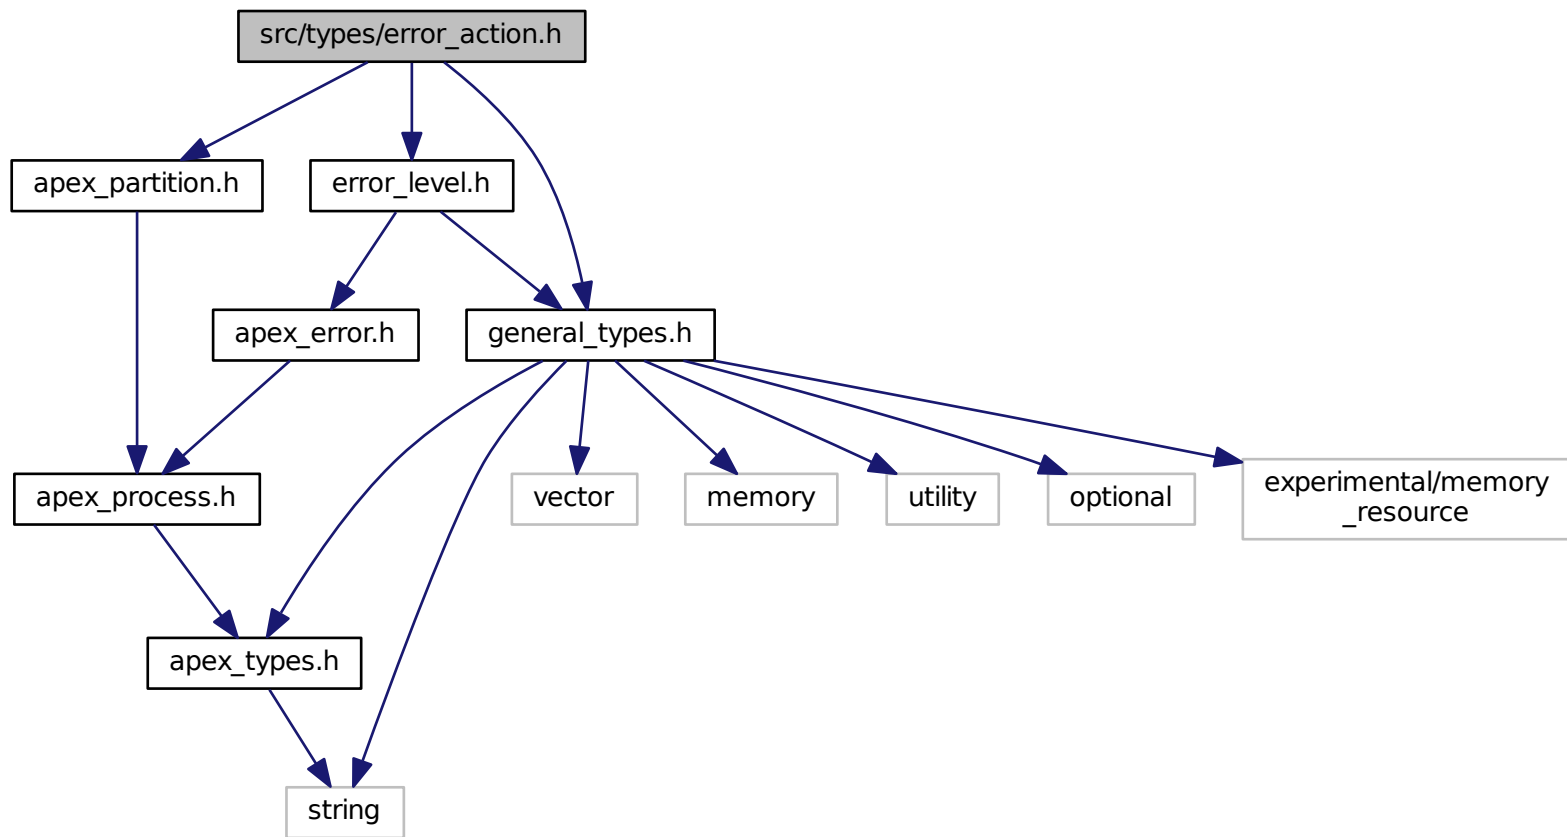 src/types/error_action.h
apex_partition.h
error_level.h
apex_error.h
general_types.h
apex_process.h
vector
memory
utility
optional
experimental/memory
_resource
apex_types.h
string